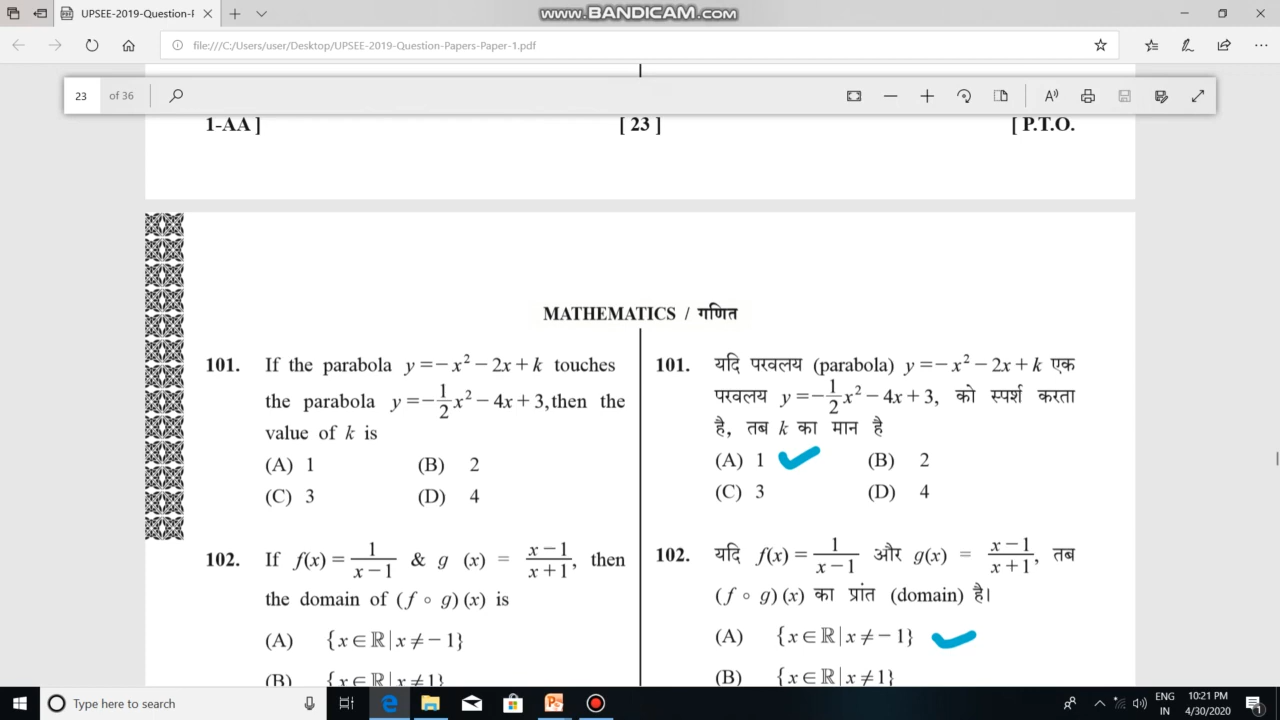 UPSEE-2019-Question-F
www.BANDICAM.com
file:///C:/Users/user/Desktop/UPSEE-2019-Question-Papers-Paper-1.pdf
23 of 36
1-AA ] [ 23 ] [ P.T.O.
MATHEMATICS / गणित
101. If the parabola y=−x²−2x+k touches
the parabola y=−1/2x²−4x+3,then the
value of k is
(A) 1 (B) 2
(C) 3 (D) 4
102. If f(x)=1/(x−1) & g (x) = (x−1)/(x+1), then
the domain of (f∘g)(x) is
(A) {x∈ℝ|x≠−1}
(B) {x∈ℝ|x≠1}
101. यदि परवलय (parabola) y=−x²−2x+k एक
परवलय y=−1/2x²−4x+3, को स्पर्श करता
है, तब k का मान है
(A) 1 (B) 2
(C) 3 (D) 4
102. यदि f(x)=1/(x−1) और g(x) = (x−1)/(x+1), तब
(f∘g)(x) का प्रांत (domain) है।
(A) {x∈ℝ|x≠−1}
(B) {x∈ℝ|x≠1}
Type here to search
ENG
IN
10:21 PM
4/30/2020